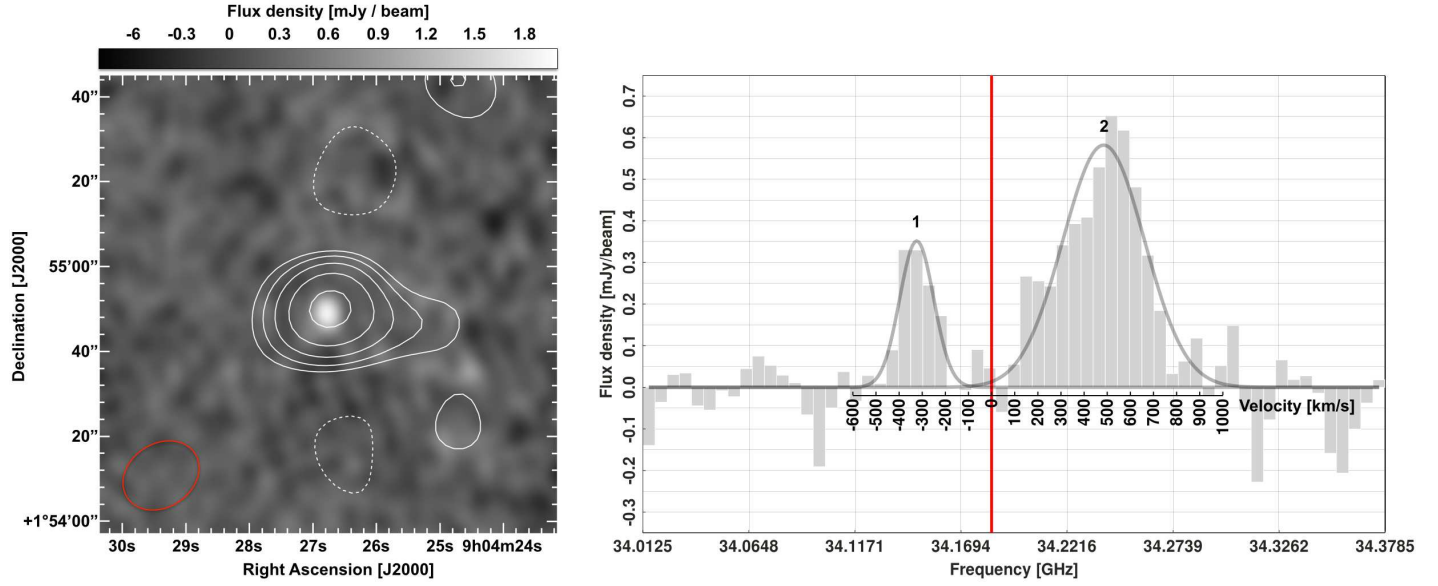 Flux density [mJy / beam]
-6 -0.3 0 0.3 0.6 0.9 1.2 1.5 1.8
40”
20”
55’00”
40”
20”
+1°54’00”
Declination [J2000]
30s 29s 28s 27s 26s 25s 9h04m24s
Right Ascension [J2000]
Flux density [mJy/beam]
0.7
0.6
0.5
0.4
0.3
0.2
0.1
0.0
-0.1
-0.2
-0.3
1
2
-600 -500 -400 -300 -200 -100 0 100 200 300 400 500 600 700 800 900 1000
Velocity [km/s]
34.0125 34.0648 34.1171 34.1694 34.2216 34.2739 34.3262 34.3785
Frequency [GHz]